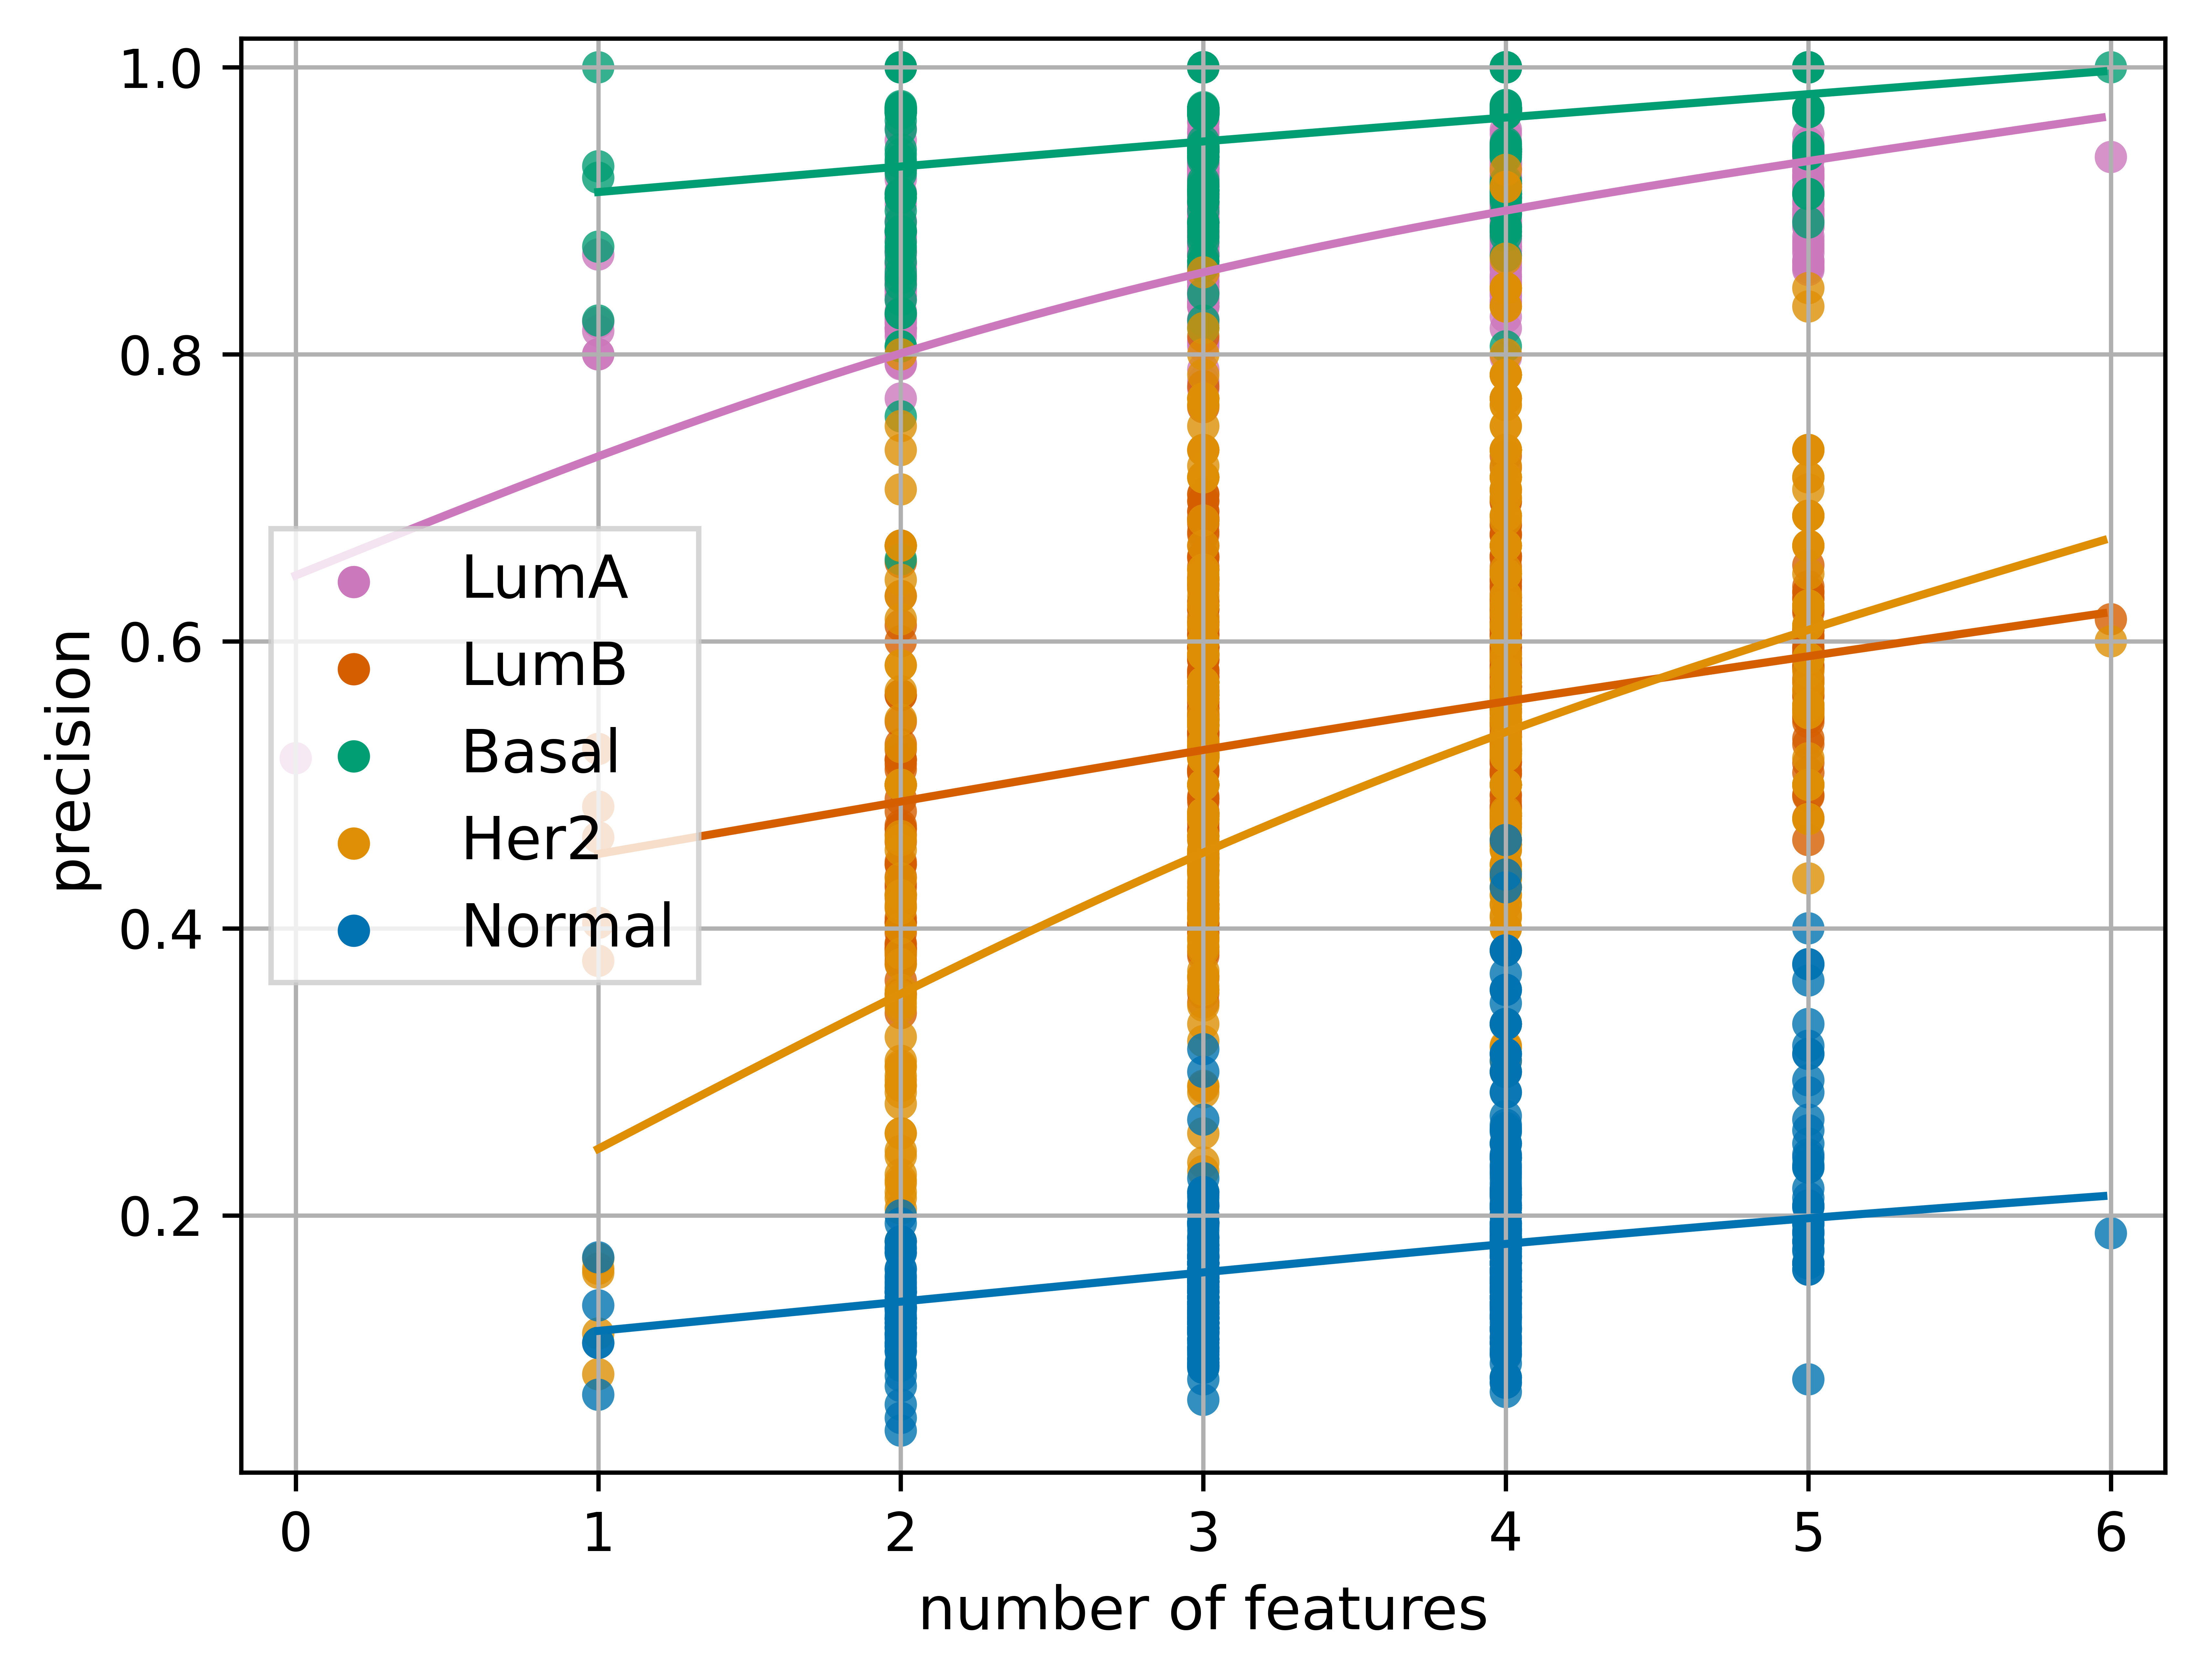 1.0
0.8
0.6
0.4
0.2
precision
LumA
LumB
Basal
Her2
Normal
0 1 2 3 4 5 6
number of features